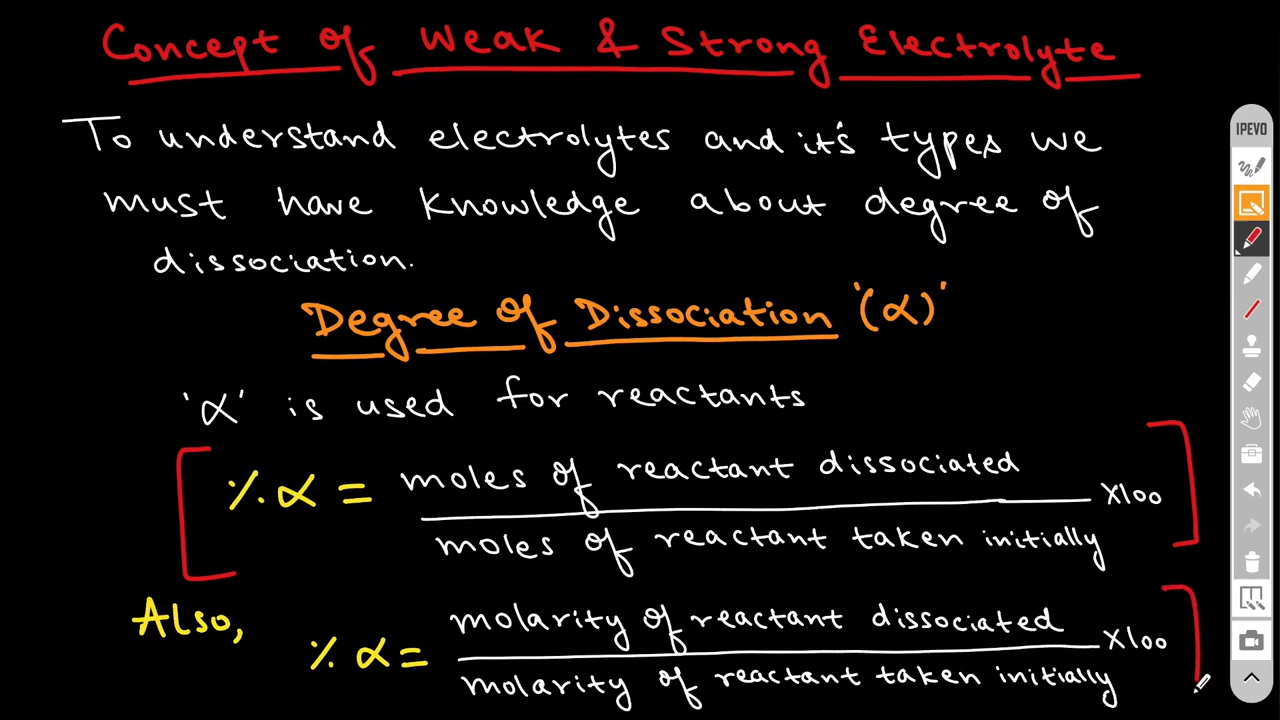 Concept of Weak & Strong Electrolyte
To understand electrolytes and it's types we
must have knowledge about degree of
dissociation.
Degree of Dissociation '(α)'
'α' is used for reactants
[% α = moles of reactant dissociated
moles of reactant taken initially ×100]
Also,
% α = molarity of reactant dissociated
molarity of reactant taken initially ×100]
IPEVO